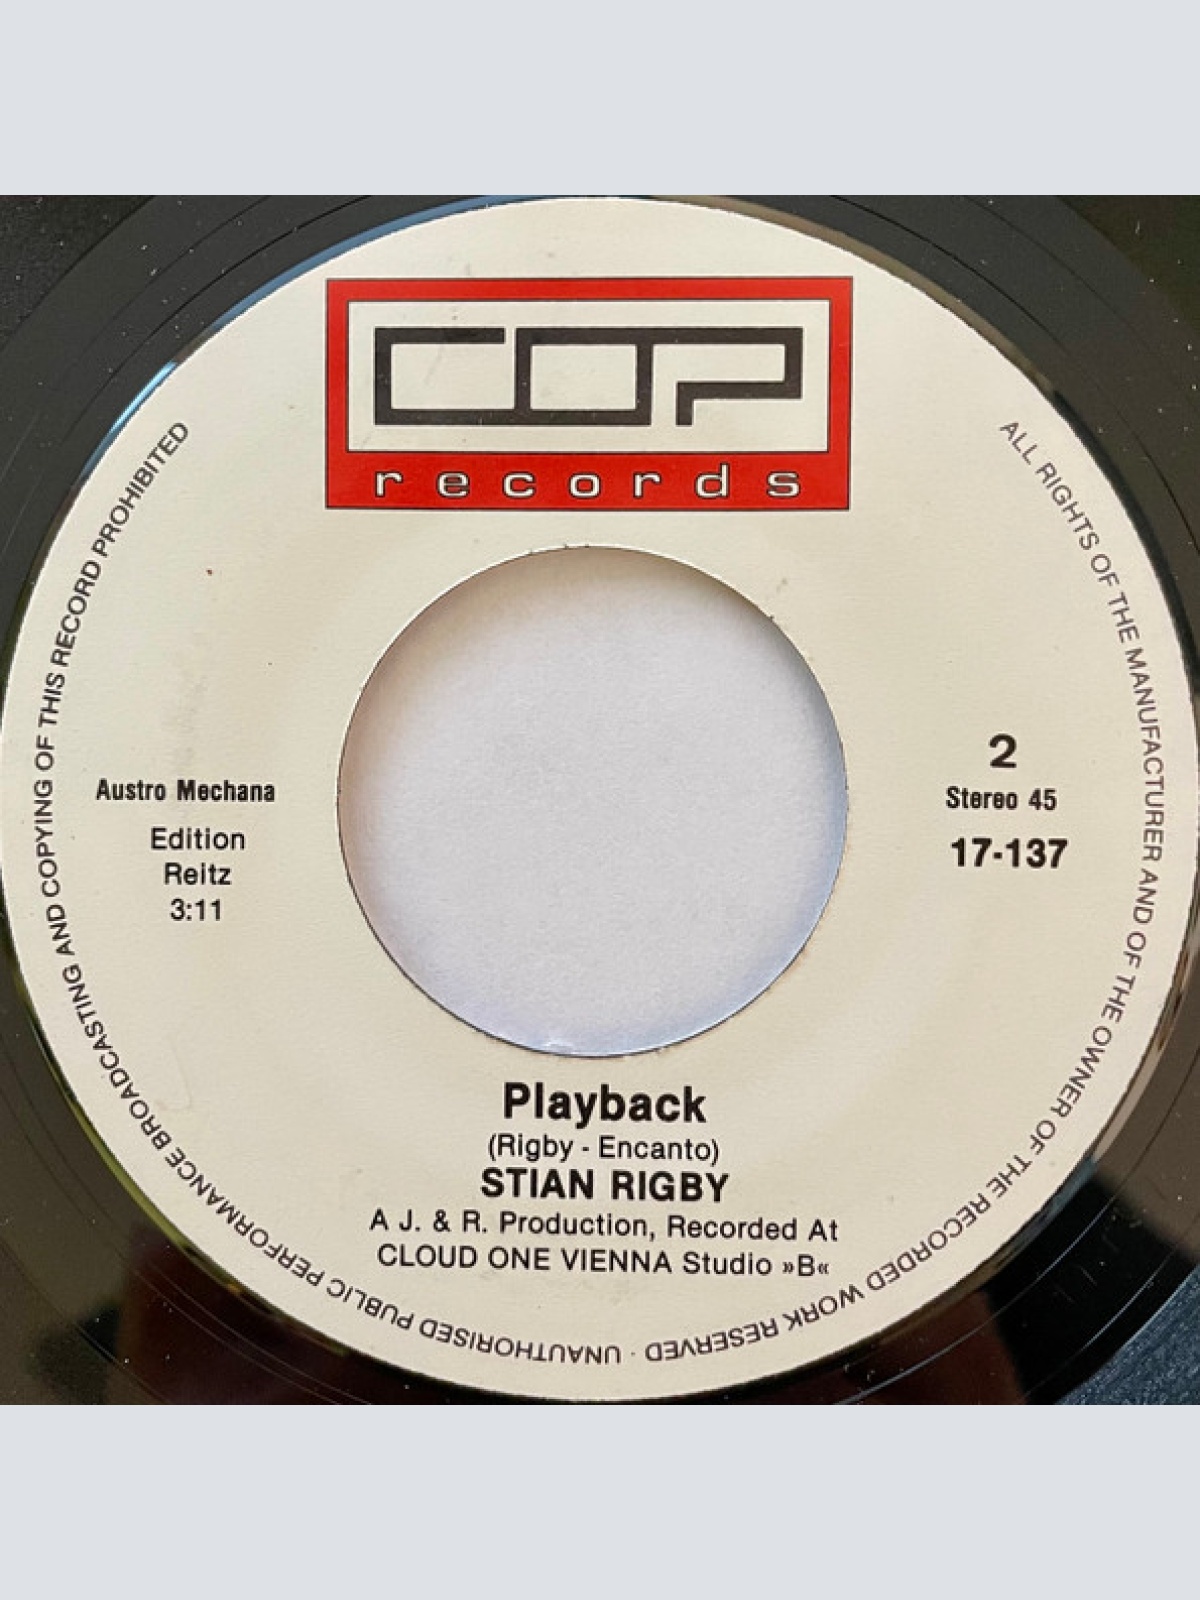 COP
records
ALL RIGHTS OF THE MANUFACTURER AND OF THE OWNER OF THE RECORDED WORK RESERVED · UNAUTHORISED PUBLIC PERFORMANCE BROADCASTING AND COPYING OF THIS RECORD PROHIBITED
Austro Mechana
Edition
Reitz
3:11
2
Stereo 45
17-137
Playback
(Rigby - Encanto)
STIAN RIGBY
A J. & R. Production, Recorded At
CLOUD ONE VIENNA Studio »B«